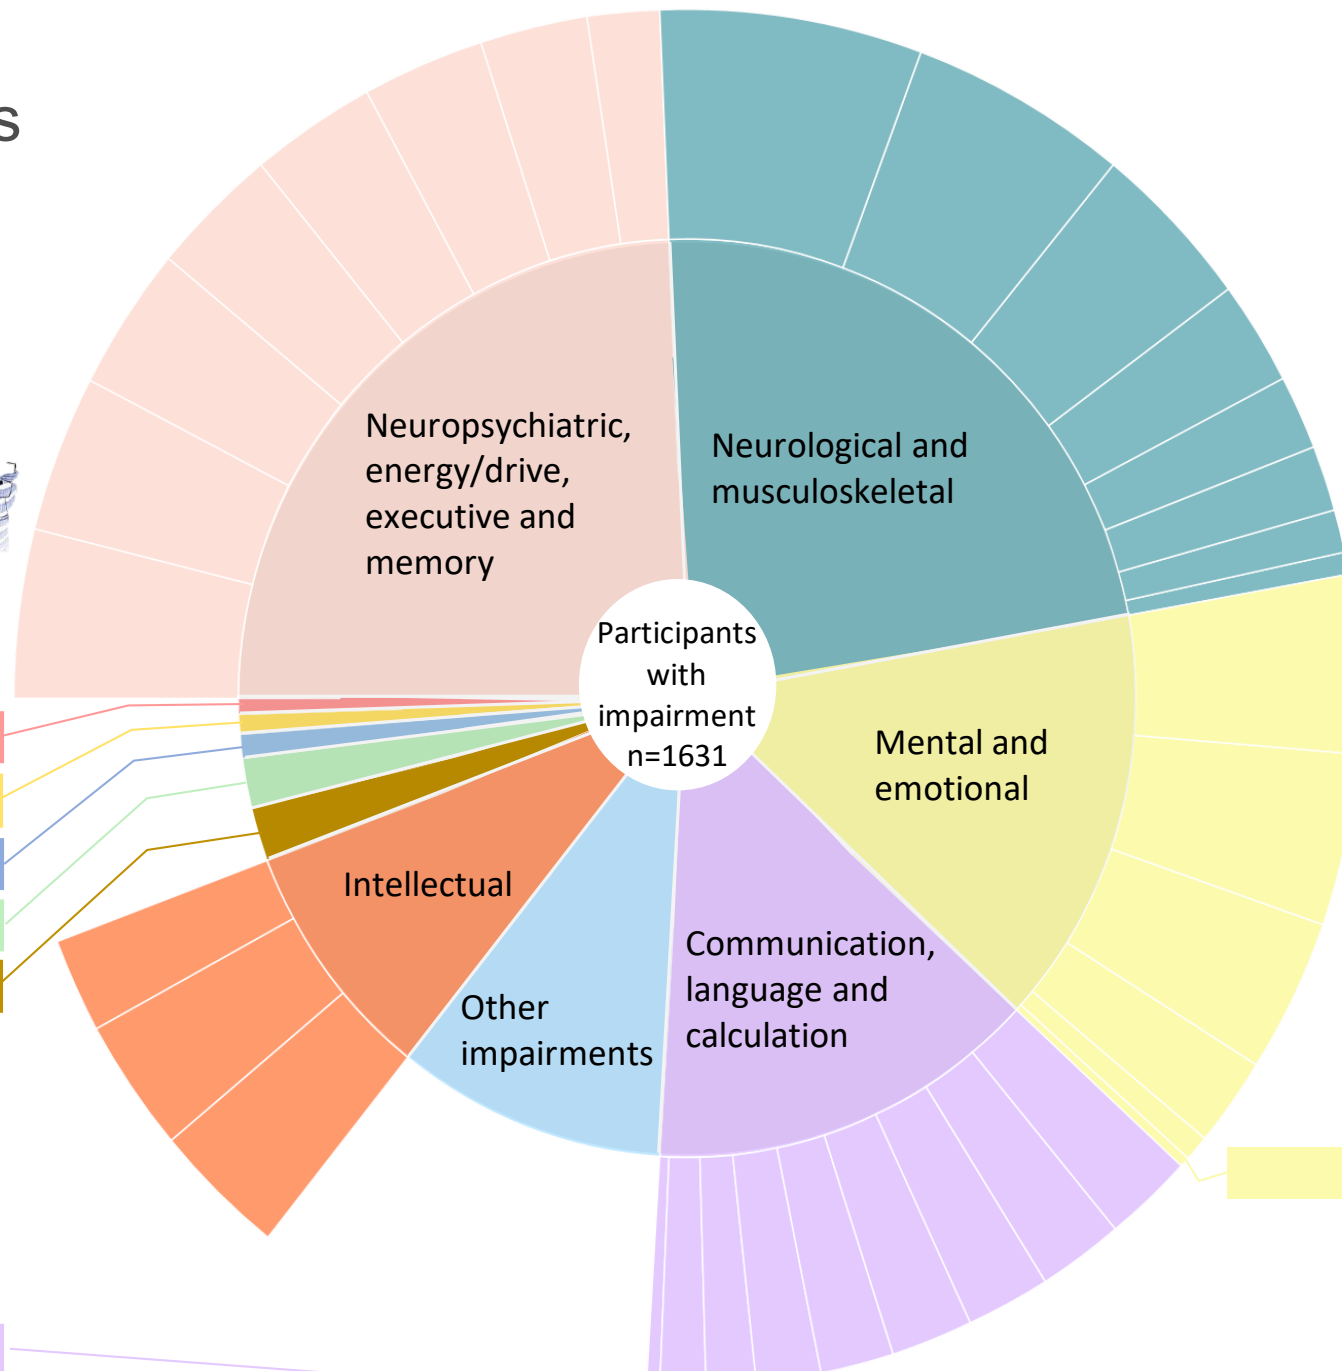 s
Neuropsychiatric,
energy/drive,
executive and
memory
Neurological and
musculoskeletal
Participants
with
impairment
n=1631
Mental and
emotional
Intellectual
Communication,
language and
calculation
Other
impairments